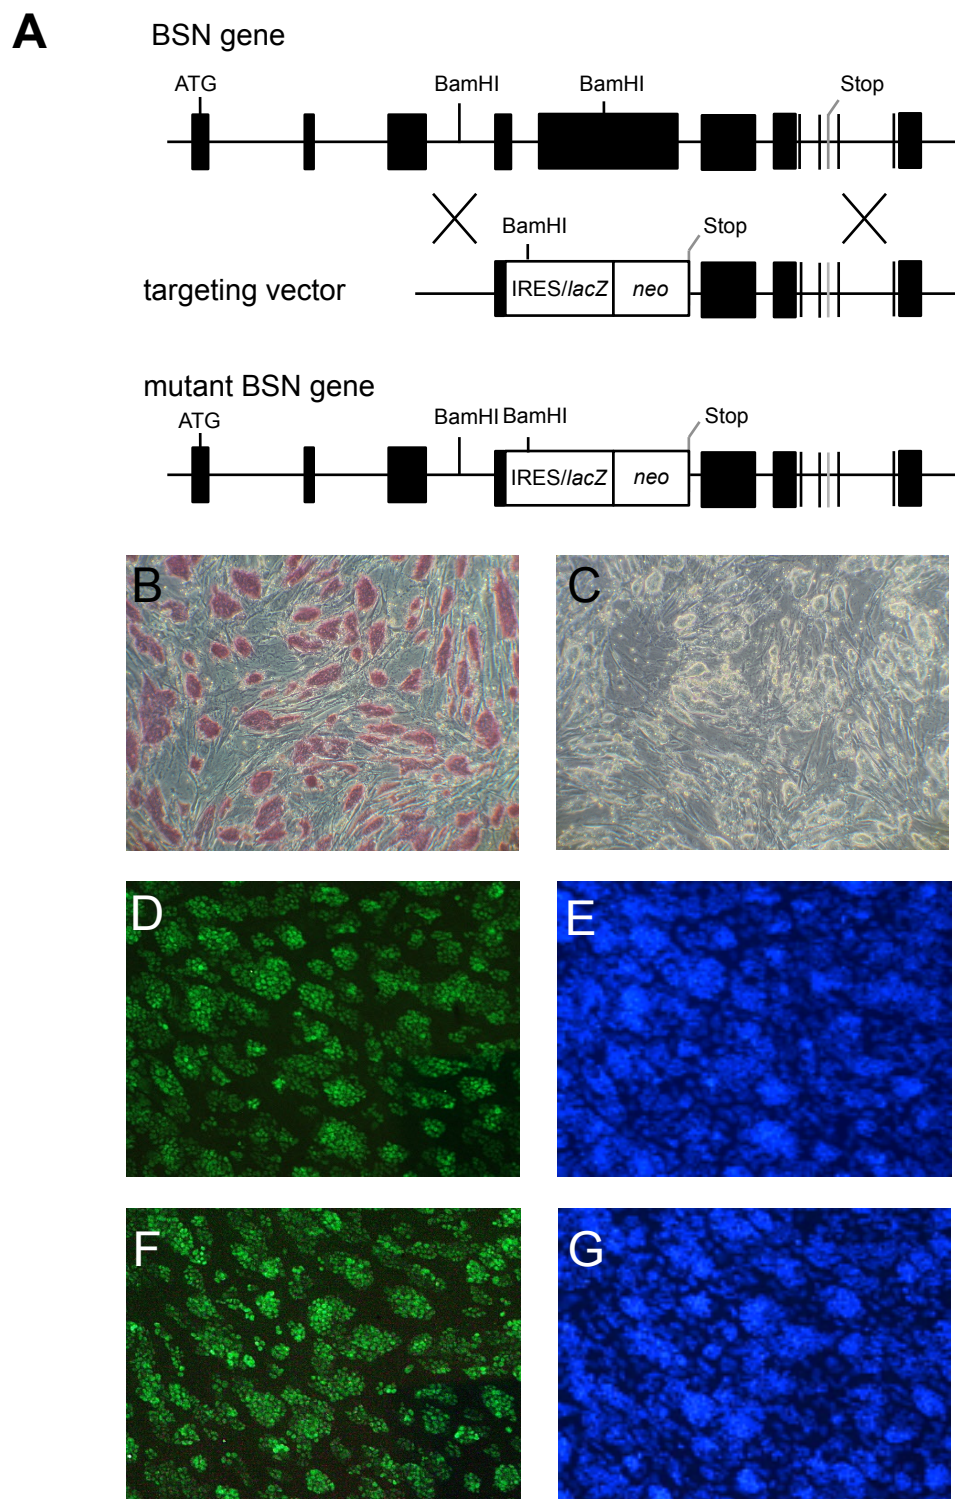 A
BSN gene
ATG BamHI BamHI Stop
BamHI Stop
targeting vector IRES/lacZ neo
mutant BSN gene
ATG BamHI BamHI Stop
IRES/lacZ neo
B C
D E
F G